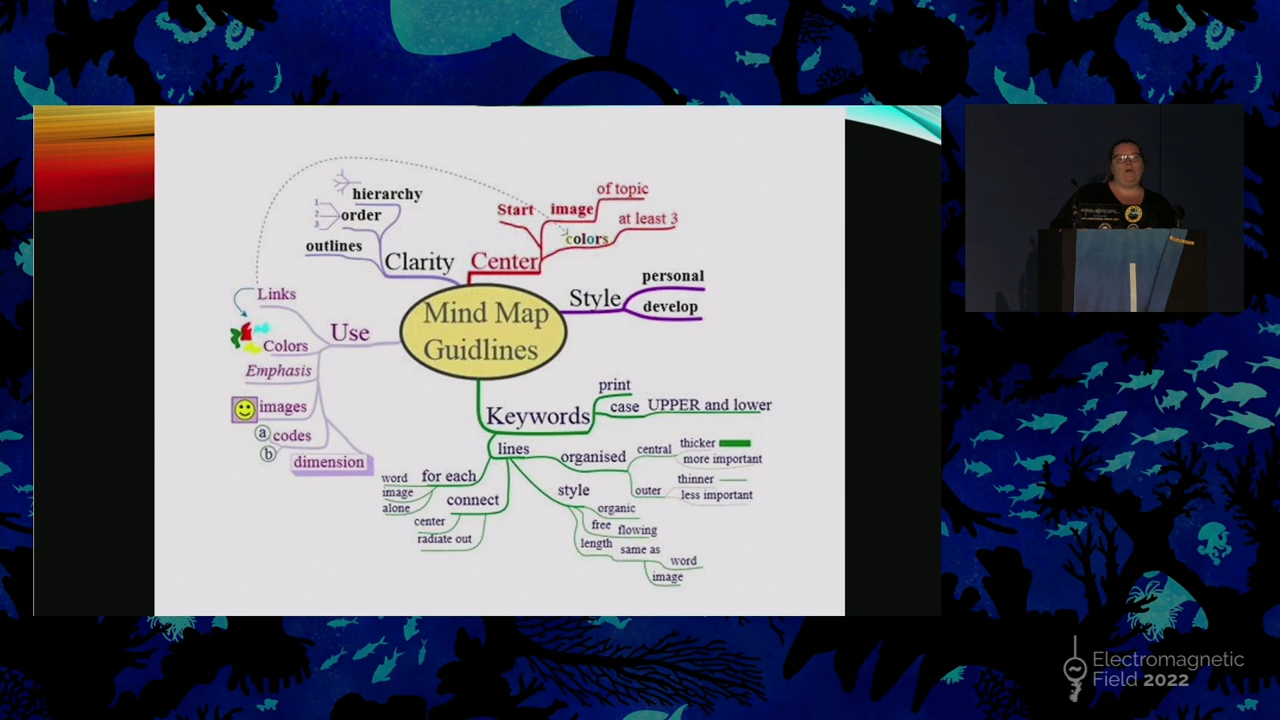 hierarchy
1
2
3
order
outlines
Clarity
Start
image
of topic
colors
at least 3
Center
Style
personal
develop
Mind Map
Guidlines
Links
Colors
Use
Emphasis
images
a
codes
b
dimension
Keywords
print
case
UPPER and lower
lines
organised
central
thicker
more important
outer
thinner
less important
for each
word
image
alone
connect
center
radiate out
style
organic
free
flowing
length
same as
word
image
Electromagnetic
Field 2022